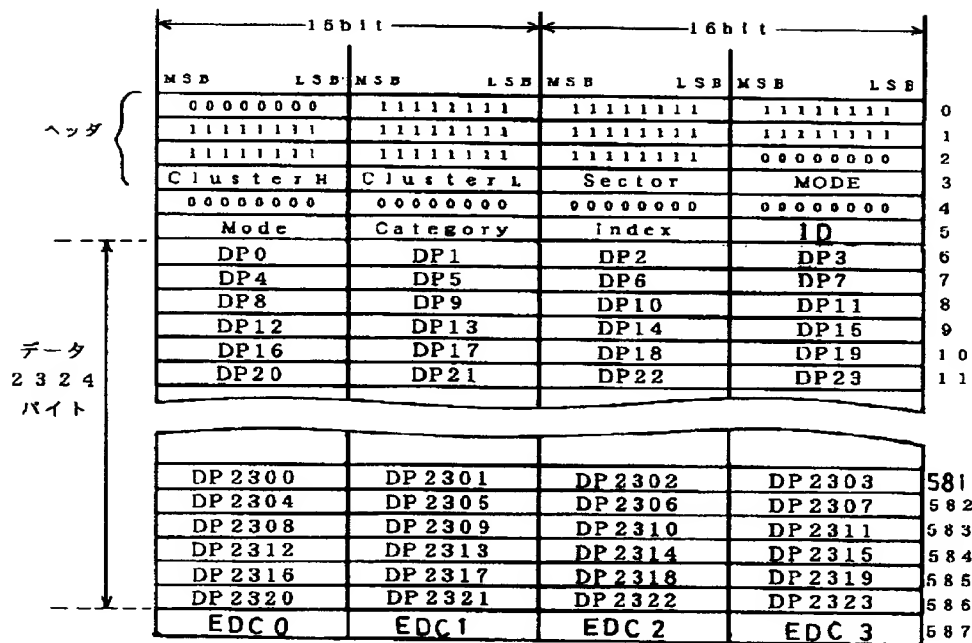 16bit 16bit
MSB LSB MSB LSB MSB LSB MSB LSB
ヘッダ
00000000 11111111 11111111 11111111 0
11111111 11111111 11111111 11111111 1
11111111 11111111 11111111 00000000 2
ClusterH ClusterL Sector MODE 3
00000000 00000000 00000000 00000000 4
Mode Category Index ID 5
DP0 DP1 DP2 DP3 6
DP4 DP5 DP6 DP7 7
DP8 DP9 DP10 DP11 8
DP12 DP13 DP14 DP15 9
DP16 DP17 DP18 DP19 10
DP20 DP21 DP22 DP23 11
データ
2324
バイト
DP2300 DP2301 DP2302 DP2303 581
DP2304 DP2305 DP2306 DP2307 582
DP2308 DP2309 DP2310 DP2311 583
DP2312 DP2313 DP2314 DP2315 584
DP2316 DP2317 DP2318 DP2319 585
DP2320 DP2321 DP2322 DP2323 586
EDC0 EDC1 EDC2 EDC3 587